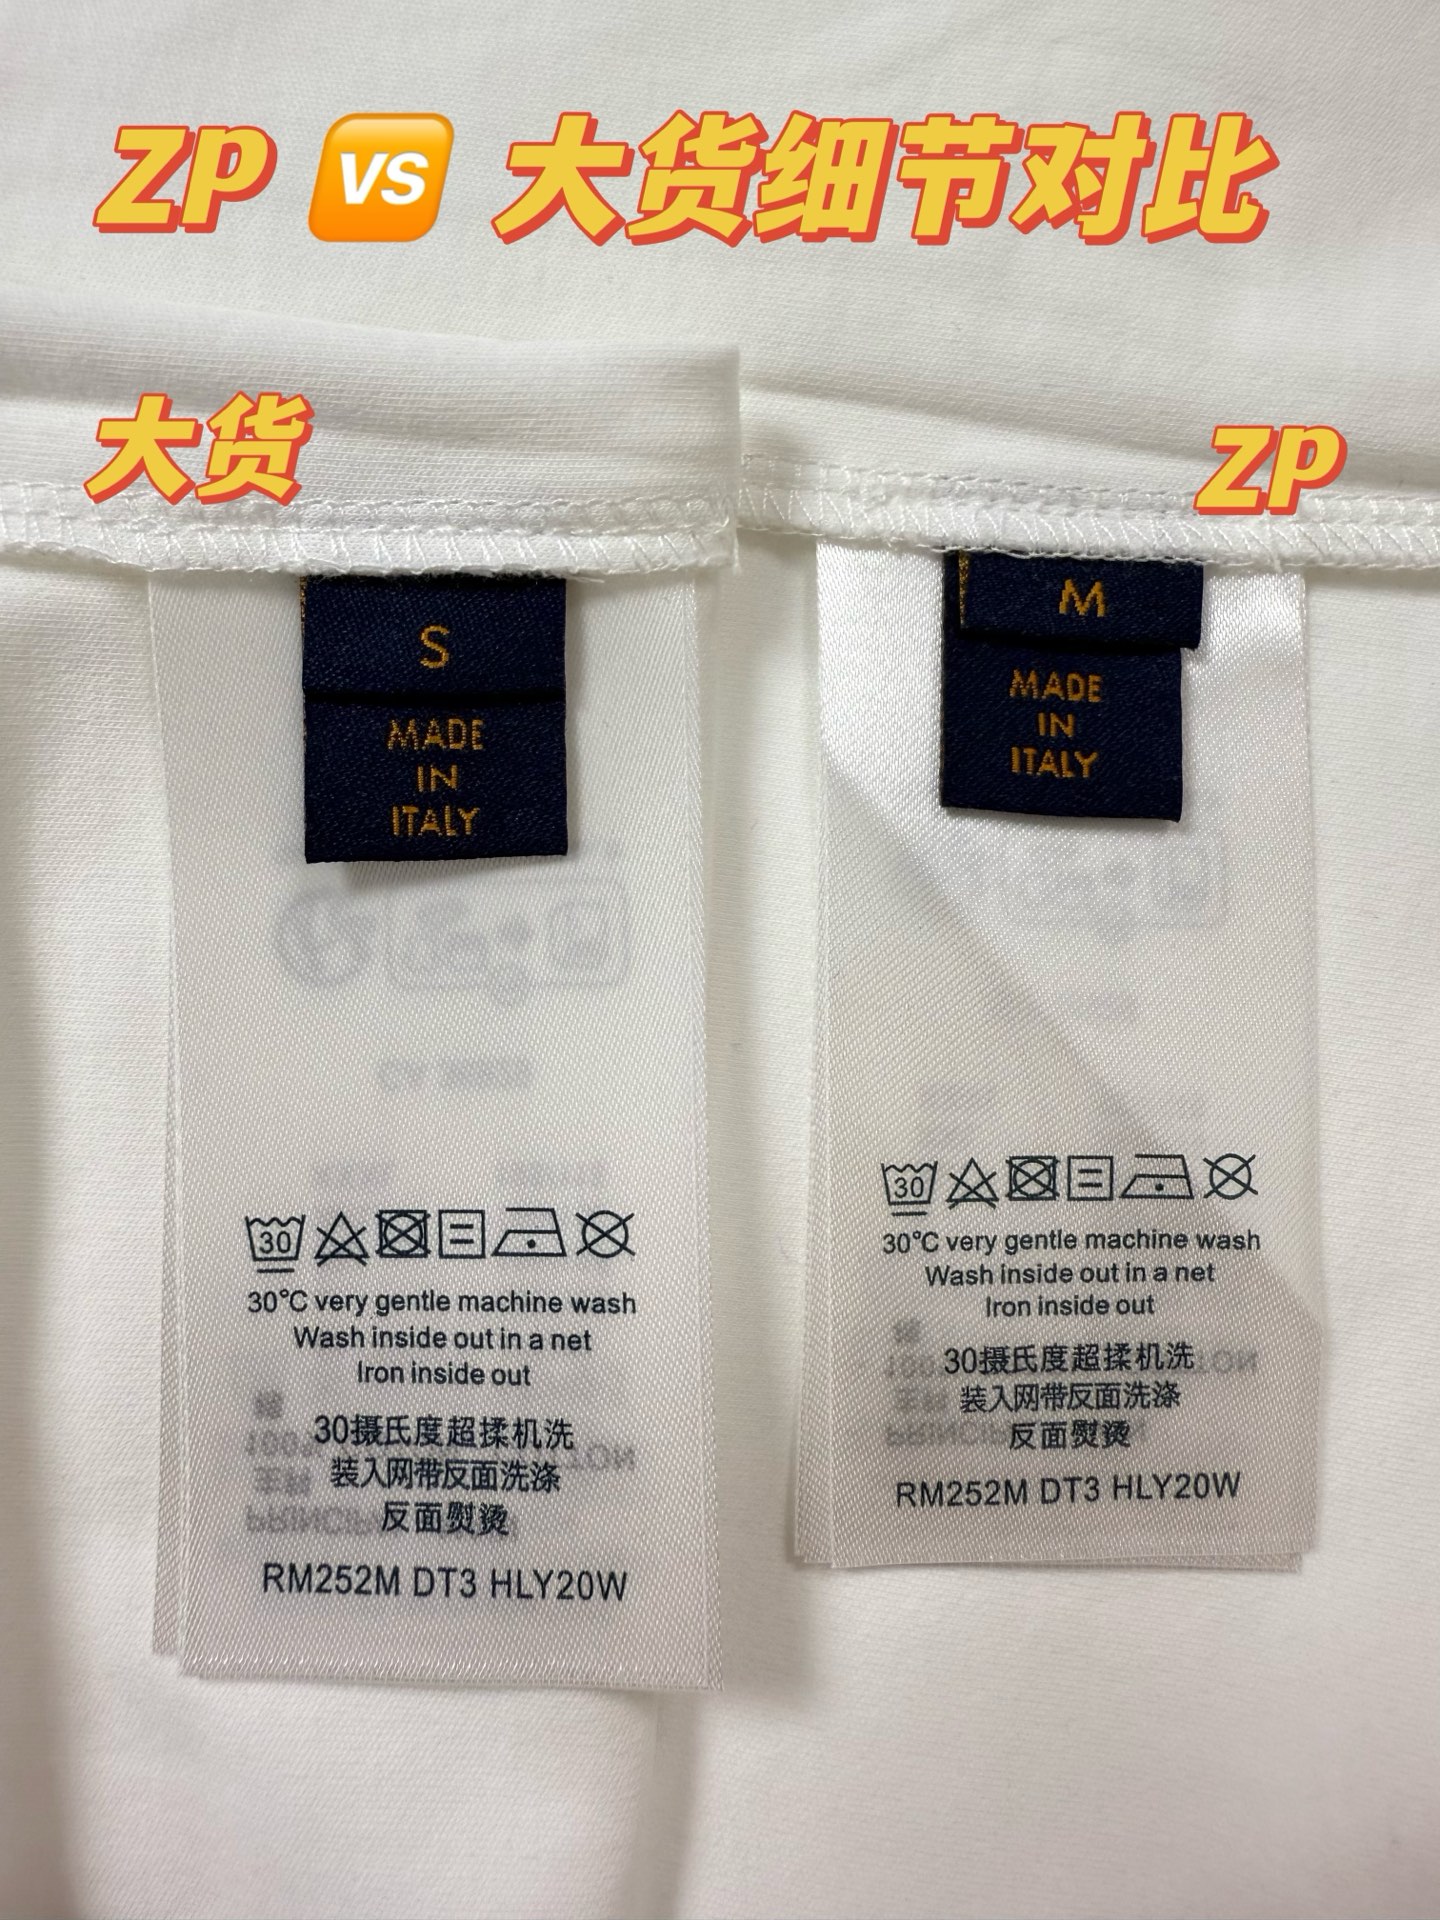 ZP VS 大货细节对比
大货
ZP
S
MADE
IN
ITALY
30
30℃ very gentle machine wash
Wash inside out in a net
Iron inside out
30摄氏度超揉机洗
装入网带反面洗涤
反面熨烫
RM252M DT3 HLY20W
M
MADE
IN
ITALY
30
30℃ very gentle machine wash
Wash inside out in a net
Iron inside out
30摄氏度超揉机洗
装入网带反面洗涤
反面熨烫
RM252M DT3 HLY20W